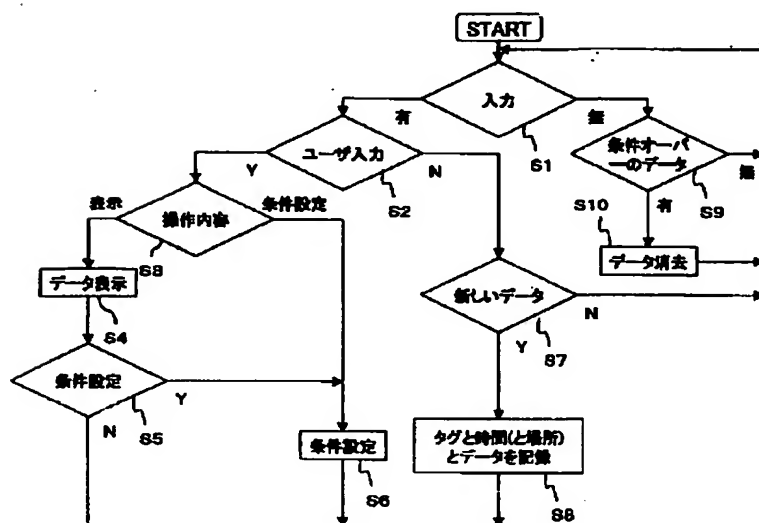 START
入力
有
無
S1
ユーザ入力
Y
N
S2
条件オーバ
ーのデータ
無
S9
有
S10
データ消去
表示
操作内容
条件設定
S3
データ表示
S4
新しいデータ
N
Y
S7
条件設定
Y
N
S5
条件設定
S6
タグと時間(と場所)
とデータを記録
S8